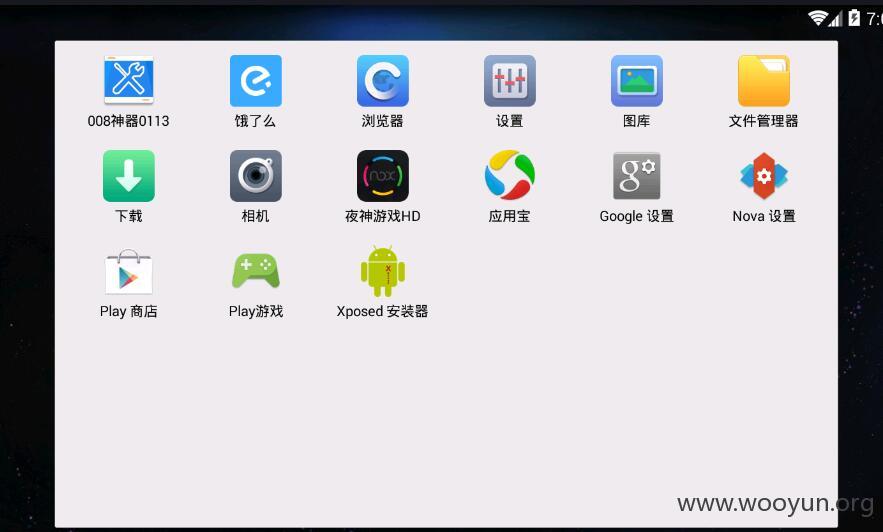 7:0
008神器0113 饿了么 浏览器 设置 图库 文件管理器
nox
下载 相机 夜神游戏HD 应用宝 Google 设置 Nova 设置
Play 商店 Play游戏 Xposed 安装器
www.wooyun.org